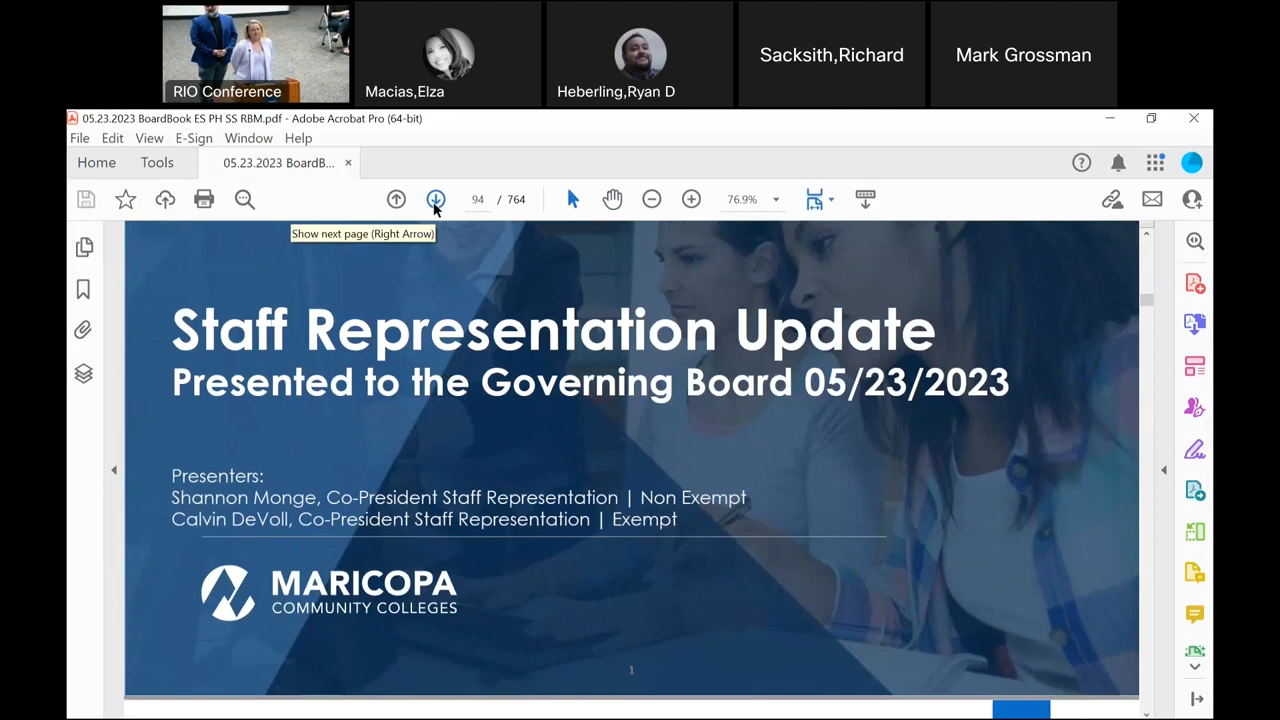 Sacksith,Richard
Mark Grossman
RIO Conference
Macias,Elza
Heberling,Ryan D
05.23.2023 BoardBook ES PH SS RBM.pdf - Adobe Acrobat Pro (64-bit)
File Edit View E-Sign Window Help
Home Tools 05.23.2023 BoardB... ×
94 / 764 76.9%
Show next page (Right Arrow)
Staff Representation Update
Presented to the Governing Board 05/23/2023
Presenters:
Shannon Monge, Co-President Staff Representation | Non Exempt
Calvin DeVoll, Co-President Staff Representation | Exempt
MARICOPA
COMMUNITY COLLEGES
1